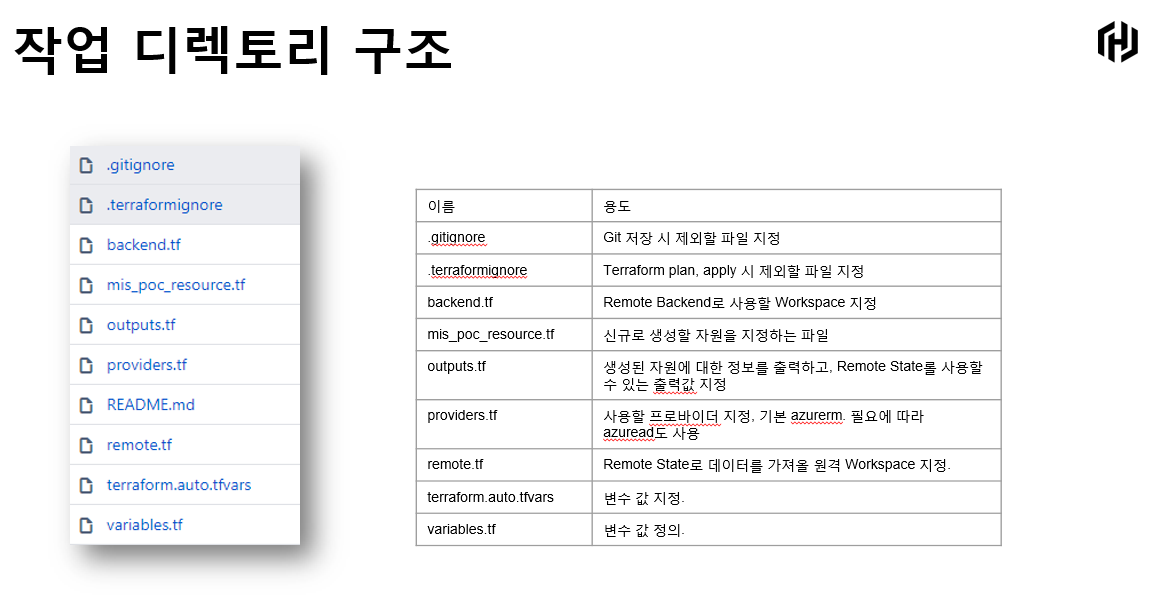 작업 디렉토리 구조
.gitignore
.terraformignore
backend.tf
mis_poc_resource.tf
outputs.tf
providers.tf
README.md
remote.tf
terraform.auto.tfvars
variables.tf
이름 용도
.gitignore Git 저장 시 제외할 파일 지정
.terraformignore Terraform plan, apply 시 제외할 파일 지정
backend.tf Remote Backend로 사용할 Workspace 지정
mis_poc_resource.tf 신규로 생성할 자원을 지정하는 파일
outputs.tf 생성된 자원에 대한 정보를 출력하고, Remote State를 사용할
수 있는 출력값 지정
providers.tf 사용할 프로바이더 지정, 기본 azurerm. 필요에 따라
azuread도 사용
remote.tf Remote State로 데이터를 가져올 원격 Workspace 지정.
terraform.auto.tfvars 변수 값 지정.
variables.tf 변수 값 정의.